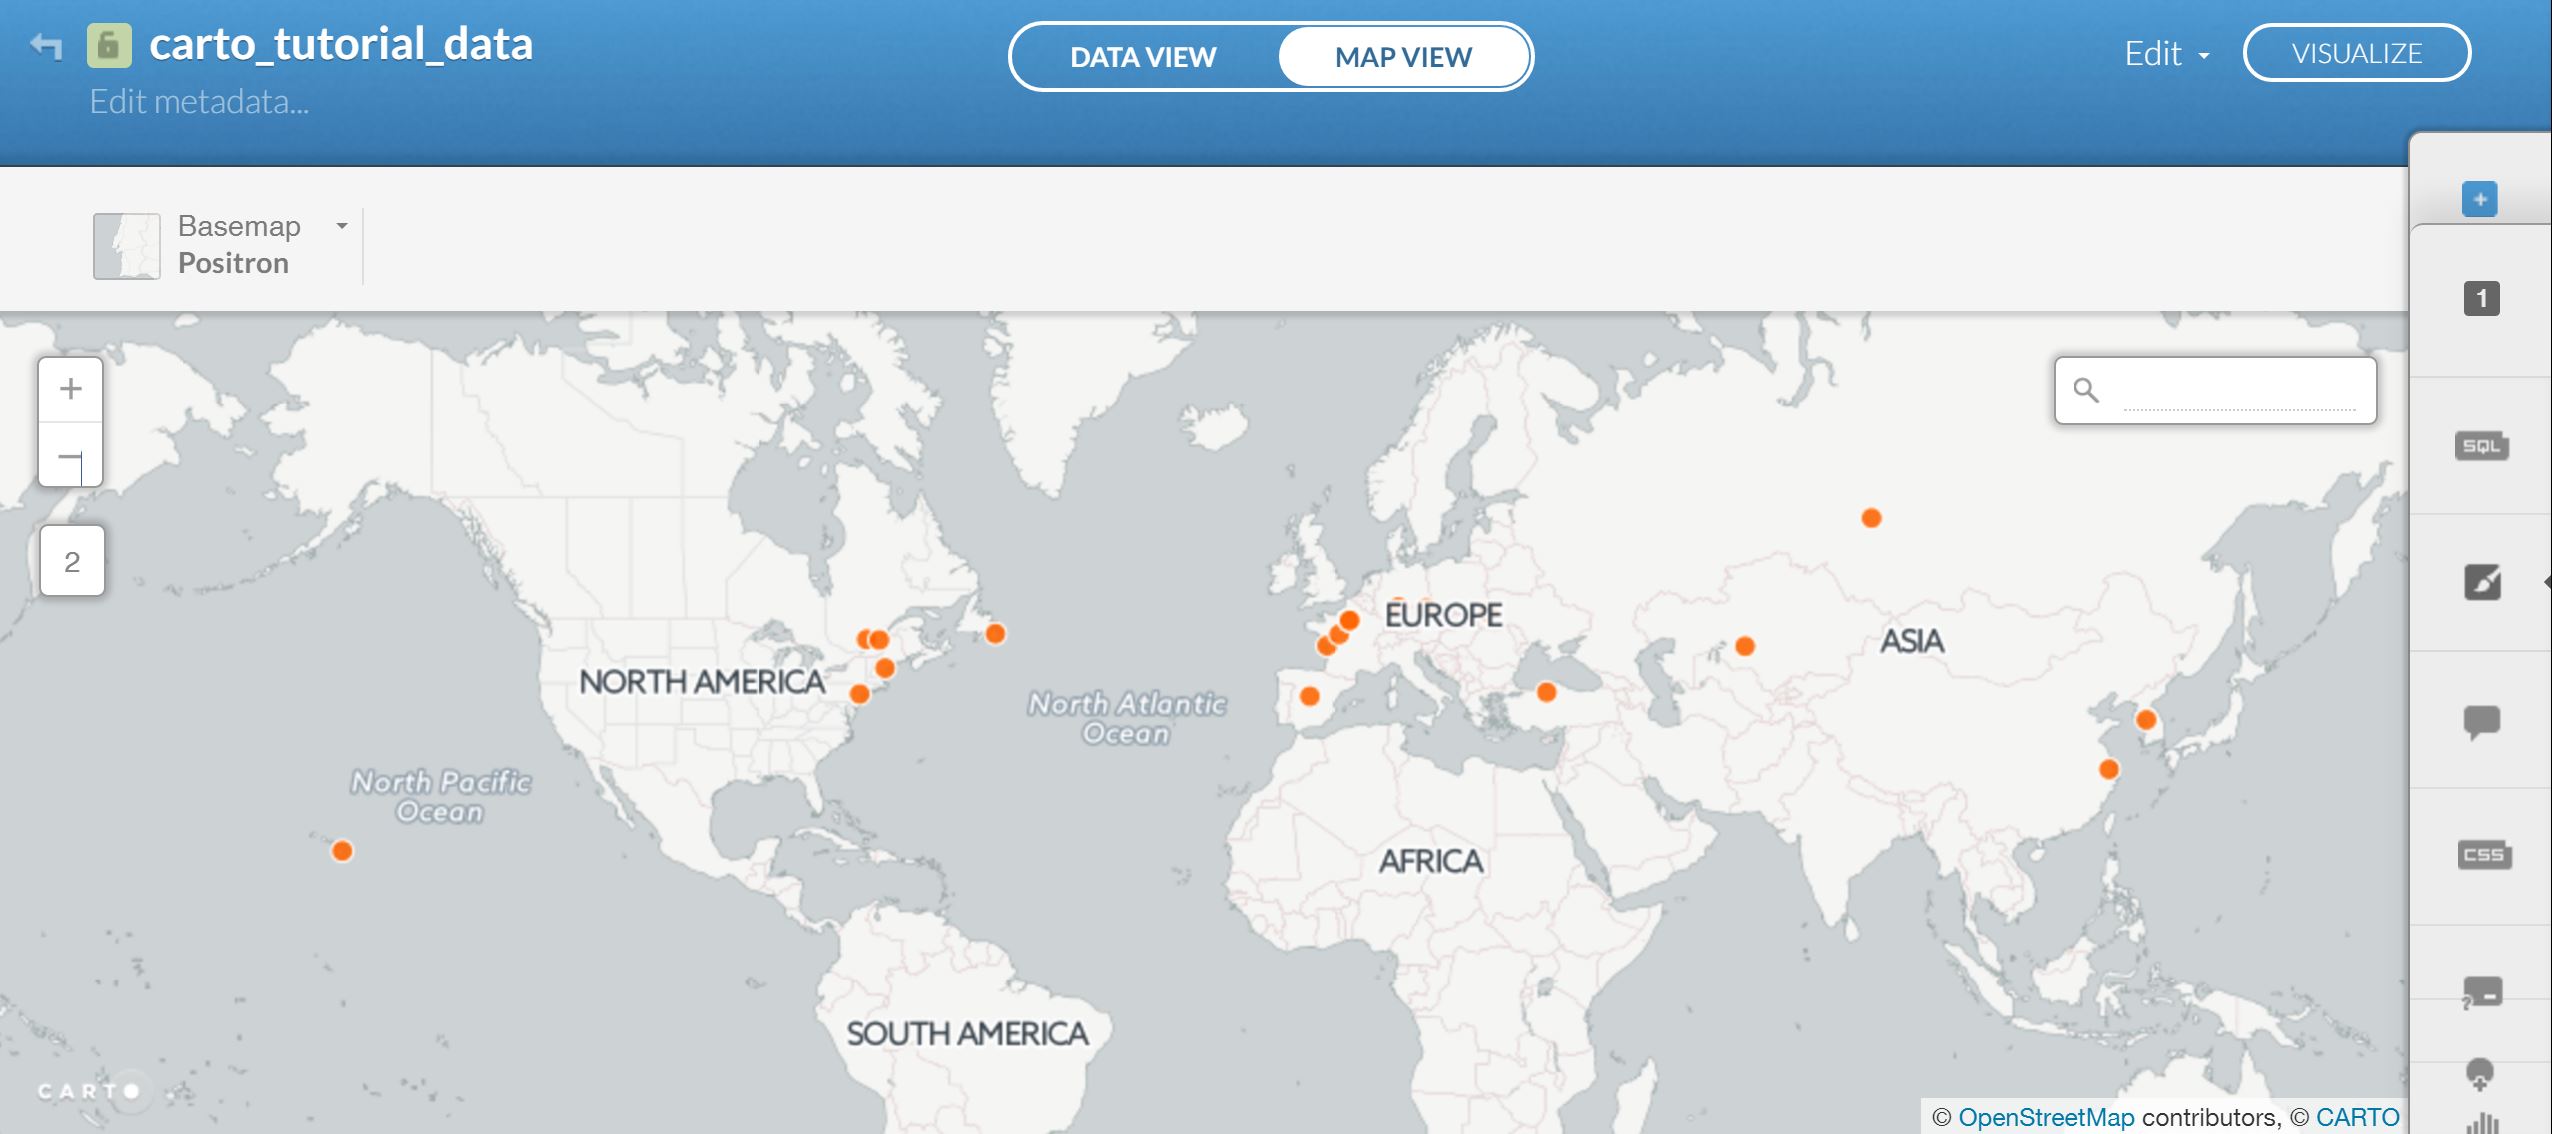 carto_tutorial_data
DATA VIEW
MAP VIEW
Edit
VISUALIZE
Edit metadata...
+
Basemap
Positron
1
+
–
SQL
2
EUROPE
ASIA
NORTH AMERICA
North Atlantic
Ocean
North Pacific
Ocean
CSS
AFRICA
?
SOUTH AMERICA
CARTO
© OpenStreetMap contributors, © CARTO